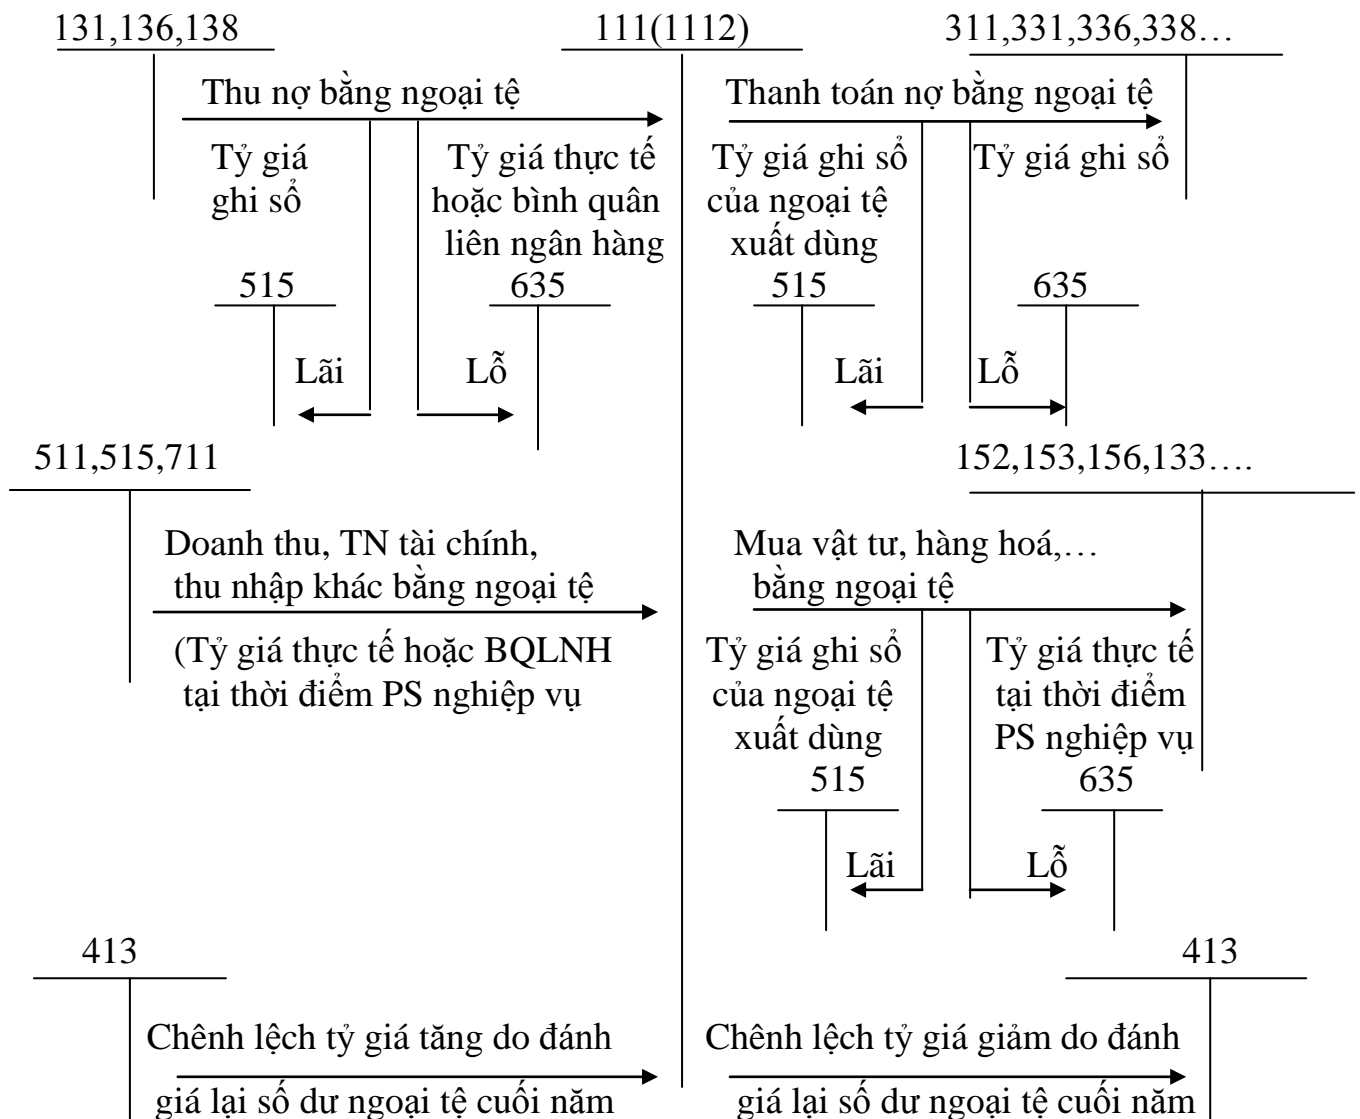 131,136,138
111(1112)
311,331,336,338…
Thu nợ bằng ngoại tệ
Thanh toán nợ bằng ngoại tệ
Tỷ giá
ghi sổ
Tỷ giá thực tế
hoặc bình quân
liên ngân hàng
Tỷ giá ghi sổ
của ngoại tệ
xuất dùng
Tỷ giá ghi sổ
515
635
515
635
Lãi
Lỗ
Lãi
Lỗ
511,515,711
152,153,156,133….
Doanh thu, TN tài chính,
thu nhập khác bằng ngoại tệ
(Tỷ giá thực tế hoặc BQLNH
tại thời điểm PS nghiệp vụ
Mua vật tư, hàng hoá,…
bằng ngoại tệ
Tỷ giá ghi sổ
của ngoại tệ
xuất dùng
Tỷ giá thực tế
tại thời điểm
PS nghiệp vụ
515
635
Lãi
Lỗ
413
413
Chênh lệch tỷ giá tăng do đánh
giá lại số dư ngoại tệ cuối năm
Chênh lệch tỷ giá giảm do đánh
giá lại số dư ngoại tệ cuối năm